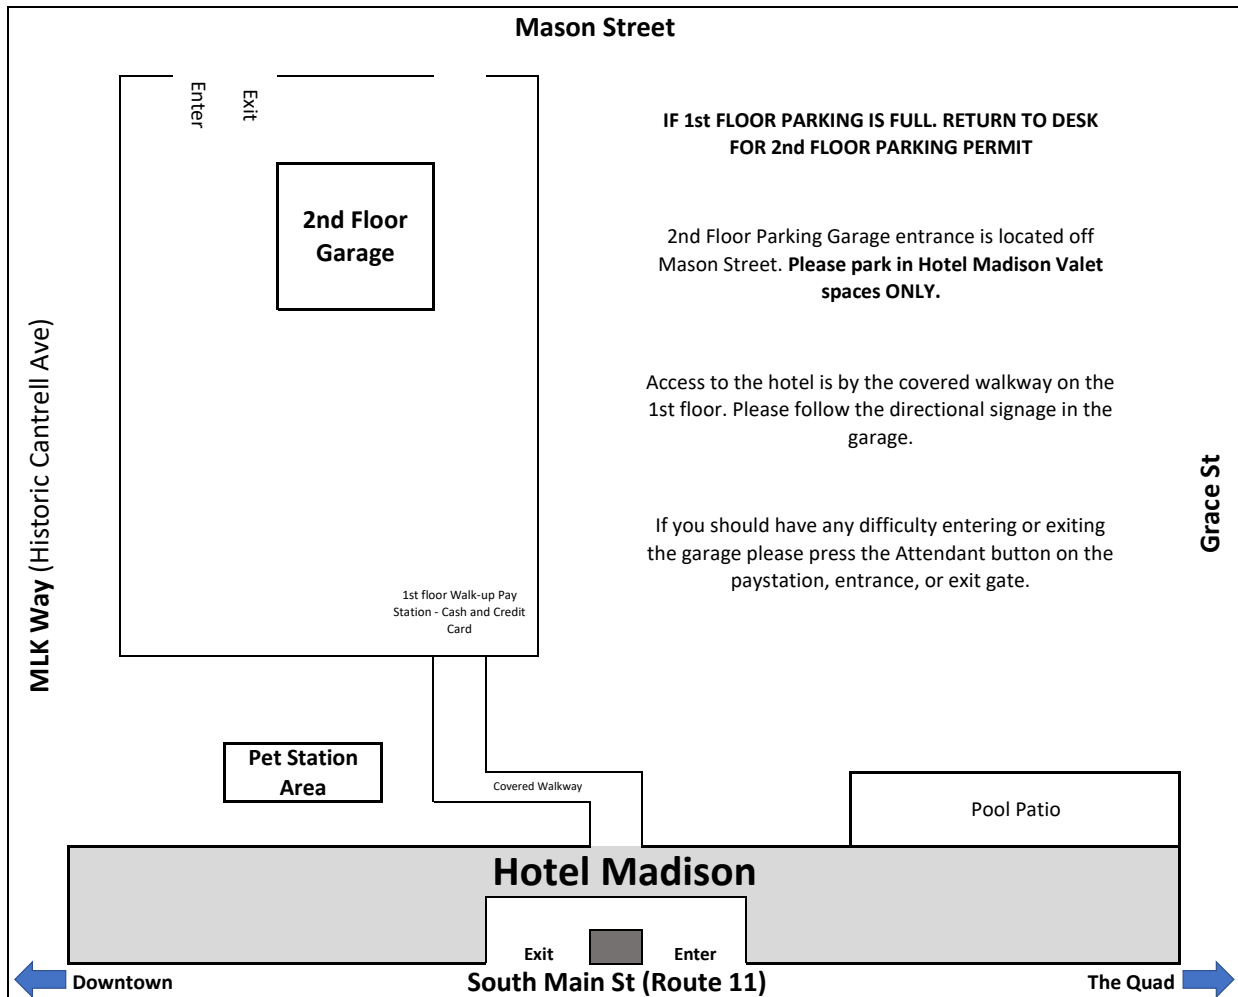 Mason Street
Enter
Exit
IF 1st FLOOR PARKING IS FULL. RETURN TO DESK
FOR 2nd FLOOR PARKING PERMIT
2nd Floor
Garage
2nd Floor Parking Garage entrance is located off
Mason Street. Please park in Hotel Madison Valet
spaces ONLY.
MLK Way (Historic Cantrell Ave)
Access to the hotel is by the covered walkway on the
1st floor. Please follow the directional signage in the
garage.
Grace St
If you should have any difficulty entering or exiting
the garage please press the Attendant button on the
paystation, entrance, or exit gate.
1st floor Walk-up Pay
Station - Cash and Credit
Card
Pet Station
Area
Covered Walkway
Pool Patio
Hotel Madison
Exit
Enter
Downtown
South Main St (Route 11)
The Quad